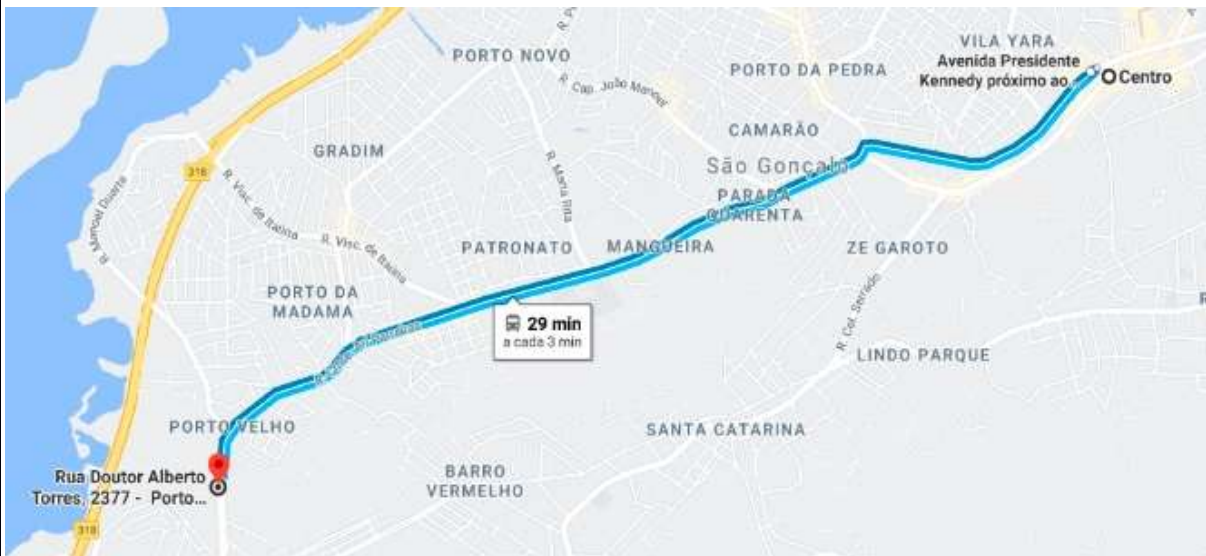 VILA YARA
Avenida Presidente
Kennedy próximo ao...
Centro
PORTO NOVO
PORTO DA PEDRA
R. Cap. João Manoel
CAMARÃO
GRADIM
São Gonçalo
318
R. Manoel Duarte
R. Visc. de Itaúna
R. Maria Rita
PARADA
QUARENTA
R. Visc. de Itaúna
PATRONATO
MANGUEIRA
ZE GAROTO
PORTO DA
MADAMA
R. Cel. Serrado
29 min
a cada 3 min
LINDO PARQUE
PORTO VELHO
SANTA CATARINA
Rua Doutor Alberto
Torres, 2377 - Porto...
BARRO
VERMELHO
318